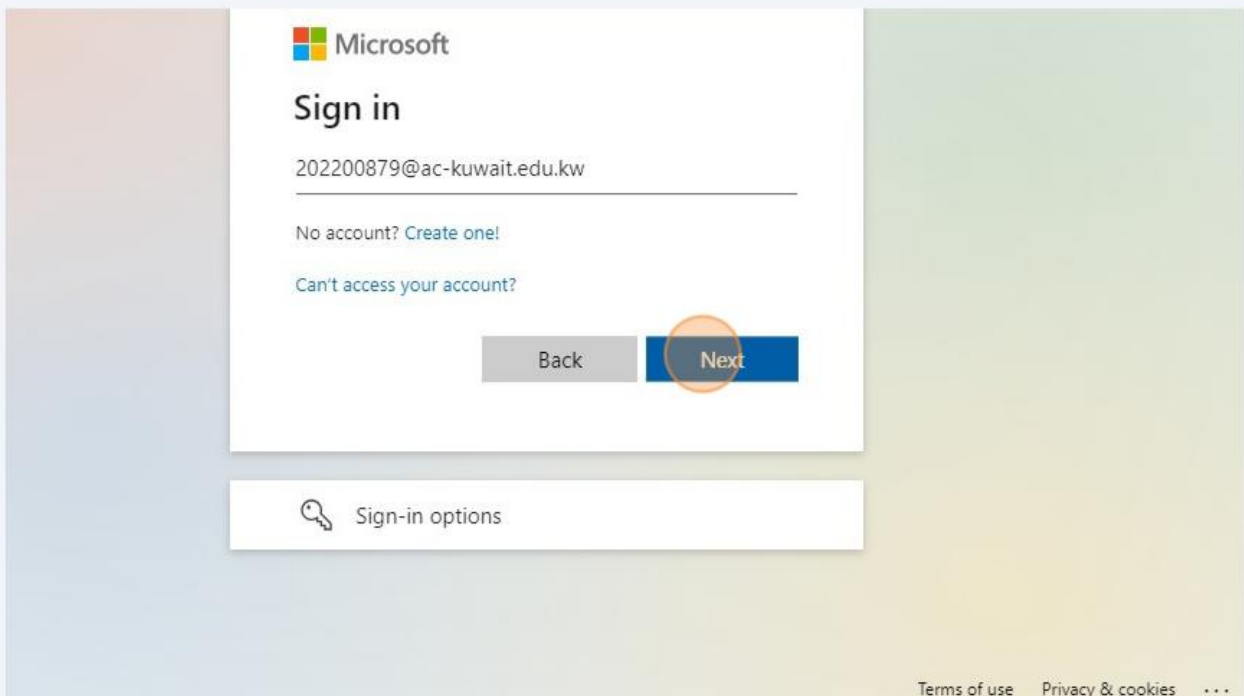 Microsoft
Sign in
202200879@ac-kuwait.edu.kw
No account? Create one!
Can't access your account?
Back Next
Sign-in options
Terms of use Privacy & cookies ...